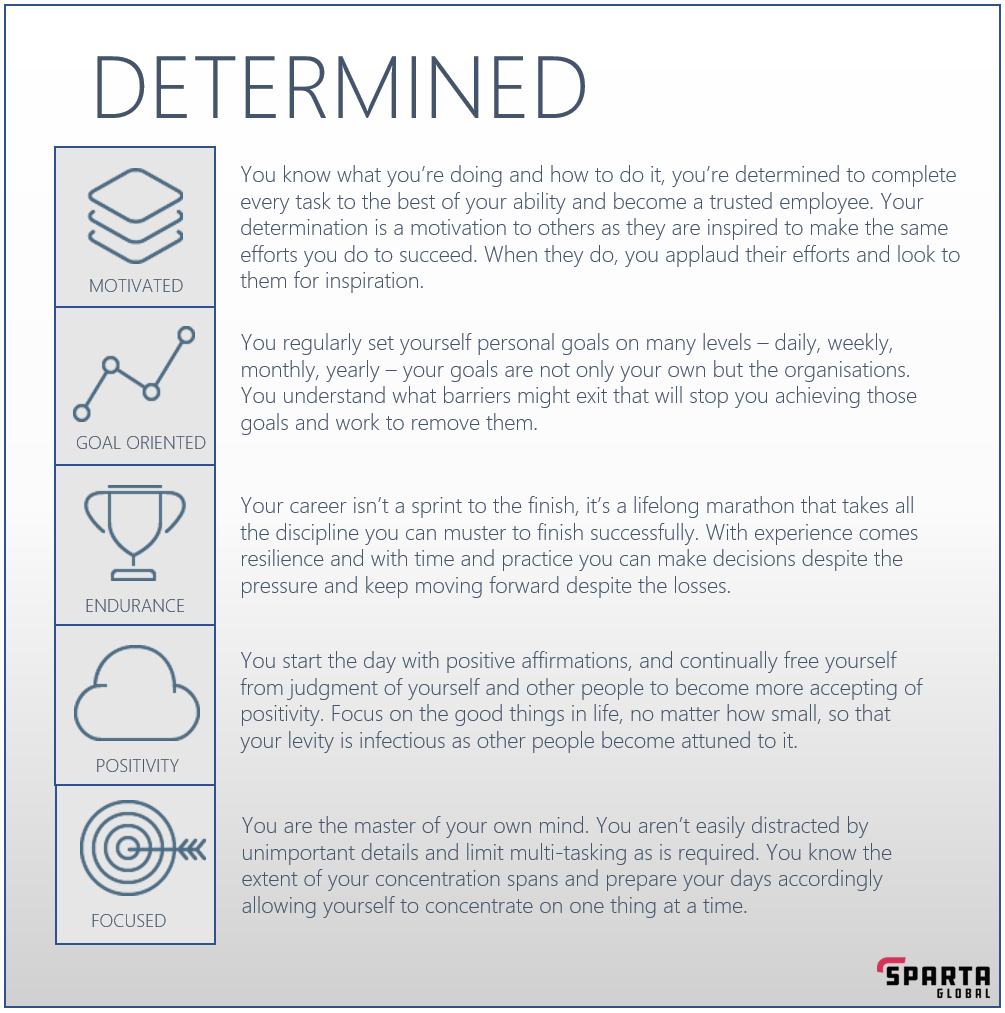 DETERMINED
MOTIVATED
You know what you’re doing and how to do it, you’re determined to complete
every task to the best of your ability and become a trusted employee. Your
determination is a motivation to others as they are inspired to make the same
efforts you do to succeed. When they do, you applaud their efforts and look to
them for inspiration.
GOAL ORIENTED
You regularly set yourself personal goals on many levels – daily, weekly,
monthly, yearly – your goals are not only your own but the organisations.
You understand what barriers might exit that will stop you achieving those
goals and work to remove them.
ENDURANCE
Your career isn’t a sprint to the finish, it’s a lifelong marathon that takes all
the discipline you can muster to finish successfully. With experience comes
resilience and with time and practice you can make decisions despite the
pressure and keep moving forward despite the losses.
POSITIVITY
You start the day with positive affirmations, and continually free yourself
from judgment of yourself and other people to become more accepting of
positivity. Focus on the good things in life, no matter how small, so that
your levity is infectious as other people become attuned to it.
FOCUSED
You are the master of your own mind. You aren’t easily distracted by
unimportant details and limit multi-tasking as is required. You know the
extent of your concentration spans and prepare your days accordingly
allowing yourself to concentrate on one thing at a time.
SPARTA
GLOBAL